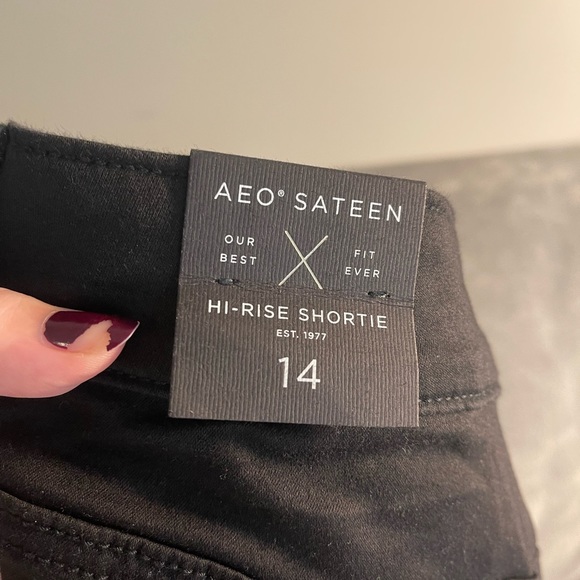 AEO® SATEEN
OUR BEST
FIT EVER
HI-RISE SHORTIE
EST. 1977
14